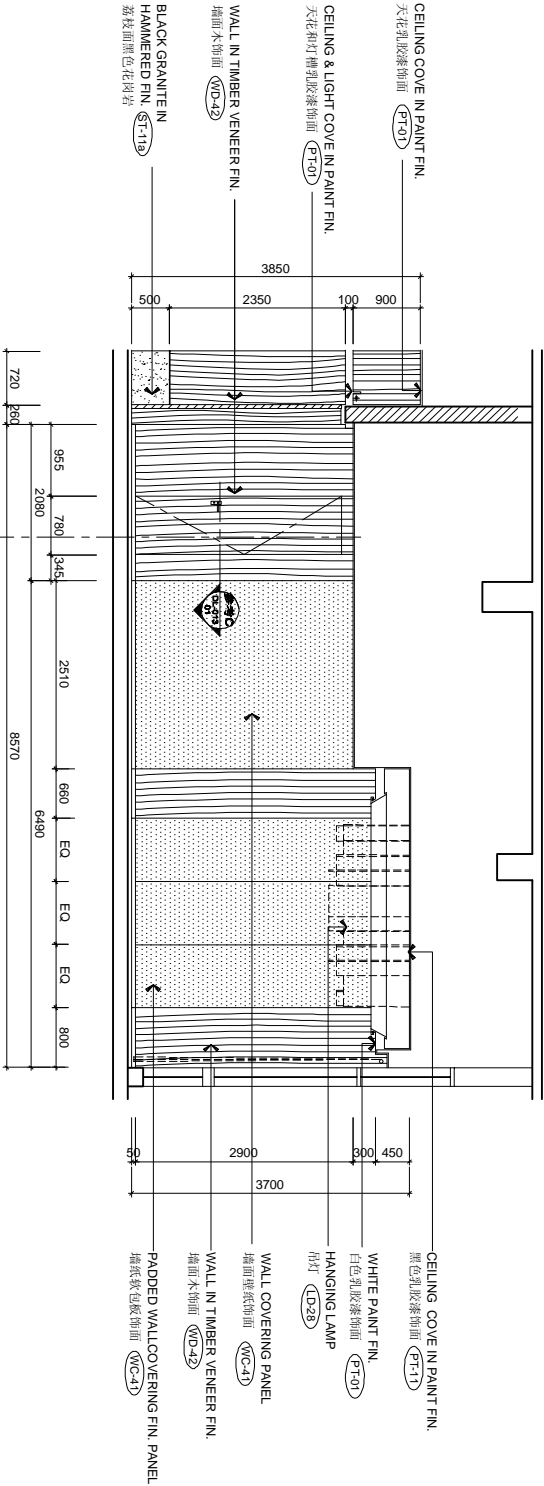 CEILING COVE IN PAINT FIN.
天花乳胶漆饰面 PT-01
CEILING & LIGHT COVE IN PAINT FIN.
天花和灯槽乳胶漆饰面 PT-01
WALL IN TIMBER VENEER FIN.
墙面木饰面 WD-42
BLACK GRANITE IN
HAMMERED FIN. ST-11a
荔枝面黑色花岗岩
3850
500
2350
100
900
720
260
955
780
345
2510
660
EQ
EQ
EQ
800
2080
6490
8570
参考 C
DL-013
01
50
2900
300
450
3700
CEILING COVE IN PAINT FIN.
黑色乳胶漆饰面 PT-11
WHITE PAINT FIN.
白色乳胶漆饰面 PT-01
HANGING LAMP
吊灯 LD-28
WALL COVERING PANEL
墙面壁纸饰面 WC-41
WALL IN TIMBER VENEER FIN.
墙面木饰面 WD-42
PADDED WALLCOVERING FIN. PANEL
墙纸软包板饰面 WC-41